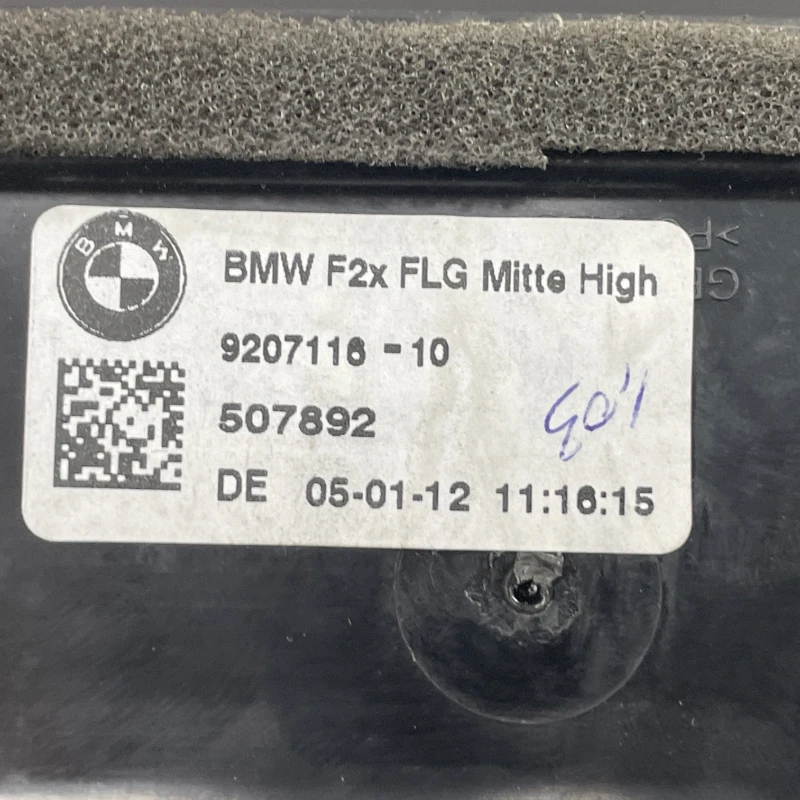 BMW
BMW F2x FLG Mitte High
9207116 - 10
507892
DE 05-01-12 11:16:15